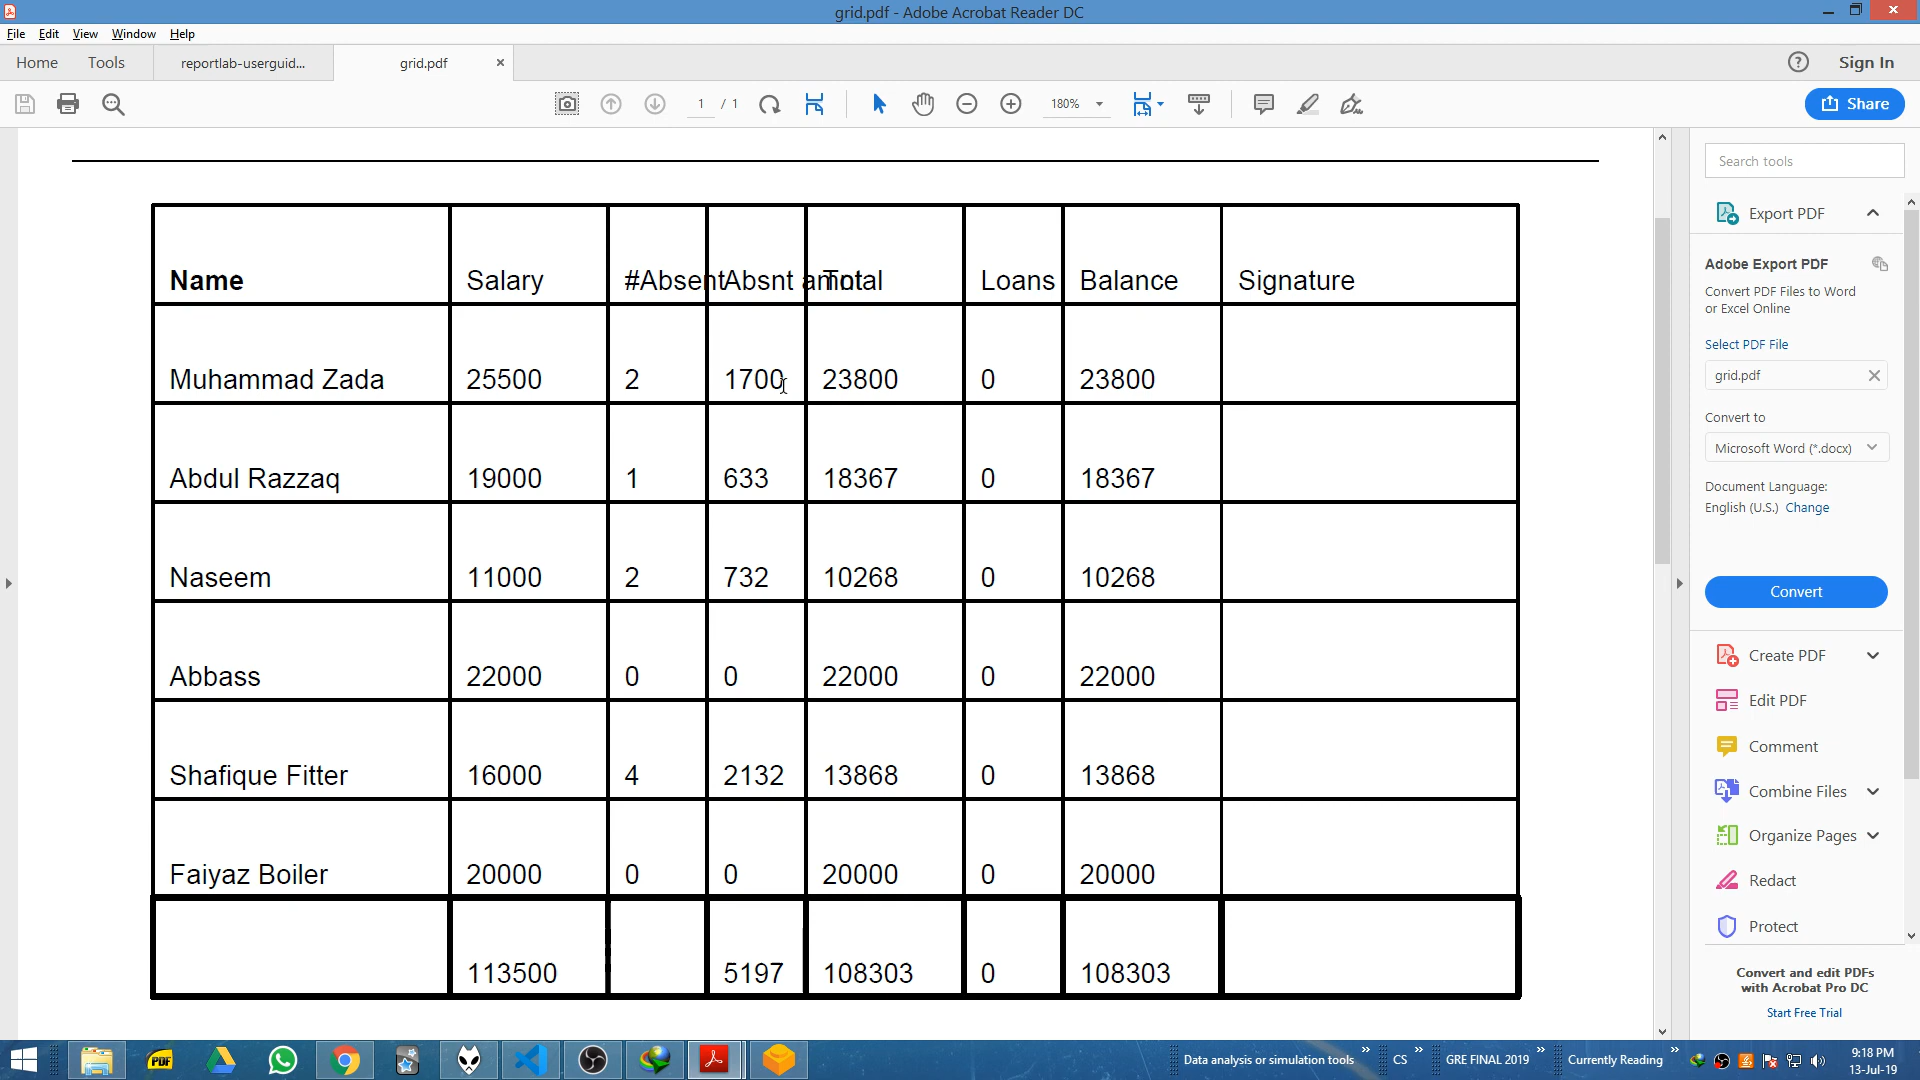 grid.pdf - Adobe Acrobat Reader DC
File Edit View Window Help
Home Tools reportlab-userguid... grid.pdf × Sign In
1 / 1 180% Share
Search tools
Export PDF
Adobe Export PDF
Convert PDF Files to Word
or Excel Online
Select PDF File
grid.pdf
Convert to
Microsoft Word (*.docx)
Document Language:
English (U.S.) Change
Convert
Create PDF
Edit PDF
Comment
Combine Files
Organize Pages
Redact
Protect
Convert and edit PDFs
with Acrobat Pro DC
Start Free Trial
Name Salary #Absent Absnt amnt Total Loans Balance Signature
Muhammad Zada 25500 2 1700 23800 0 23800
Abdul Razzaq 19000 1 633 18367 0 18367
Naseem 11000 2 732 10268 0 10268
Abbass 22000 0 0 22000 0 22000
Shafique Fitter 16000 4 2132 13868 0 13868
Faiyaz Boiler 20000 0 0 20000 0 20000
113500 5197 108303 0 108303
PDF Data analysis or simulation tools » CS » GRE FINAL 2019 » Currently Reading » 9:18 PM
13-Jul-19